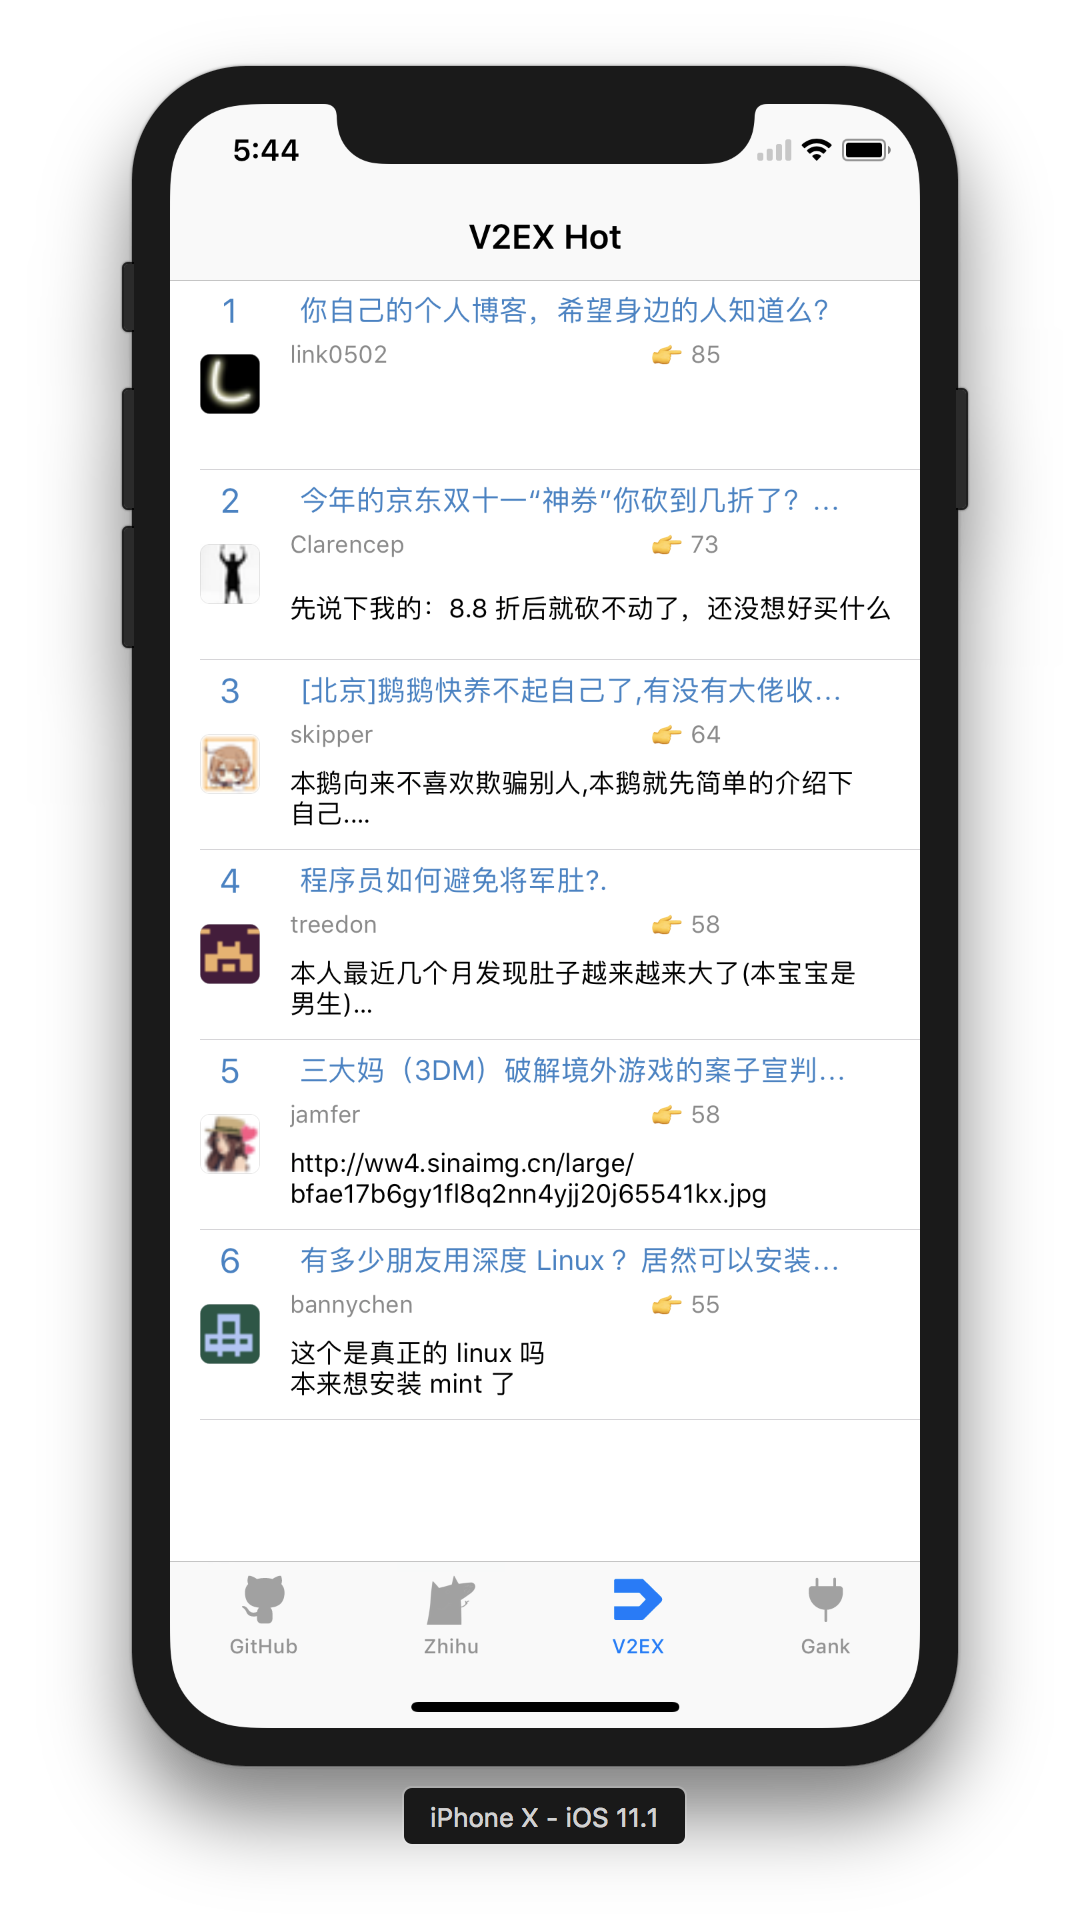 5:44
V2EX Hot
1 你自己的个人博客，希望身边的人知道么?
link0502 👉 85
2 今年的京东双十一“神券”你砍到几折了? ...
Clarencep 👉 73
先说下我的：8.8 折后就砍不动了，还没想好买什么
3 [北京]鹅鹅快养不起自己了,有没有大佬收...
skipper 👉 64
本鹅向来不喜欢欺骗别人,本鹅就先简单的介绍下
自己....
4 程序员如何避免将军肚?.
treedon 👉 58
本人最近几个月发现肚子越来越来大了(本宝宝是
男生)...
5 三大妈（3DM）破解境外游戏的案子宣判...
jamfer 👉 58
http://ww4.sinaimg.cn/large/
bfae17b6gy1fl8q2nn4yjj20j65541kx.jpg
6 有多少朋友用深度 Linux ？居然可以安装...
bannychen 👉 55
这个是真正的 linux 吗
本来想安装 mint 了
GitHub Zhihu V2EX Gank
iPhone X - iOS 11.1